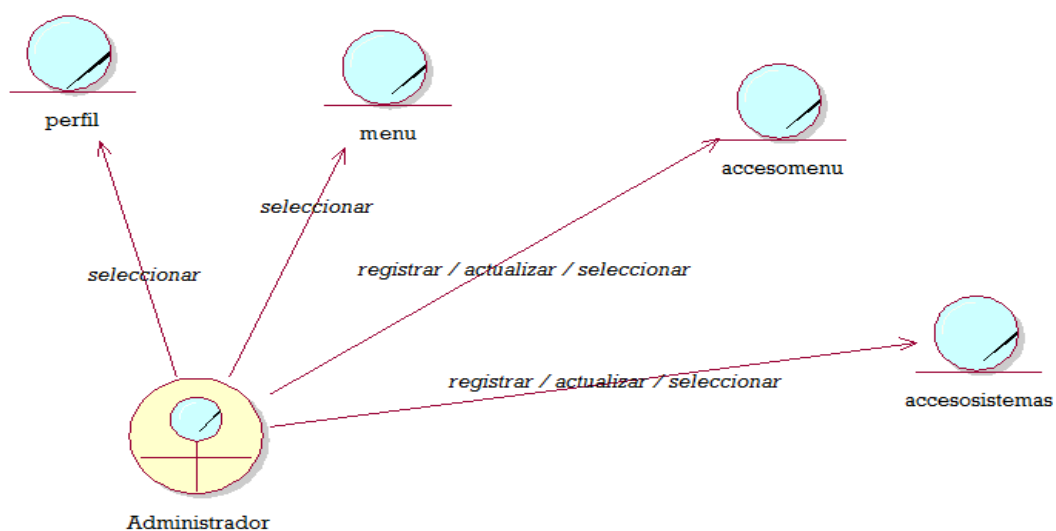 perfil
menu
accesomenu
seleccionar
seleccionar
registrar / actualizar / seleccionar
registrar / actualizar / seleccionar
accesosistemas
Administrador